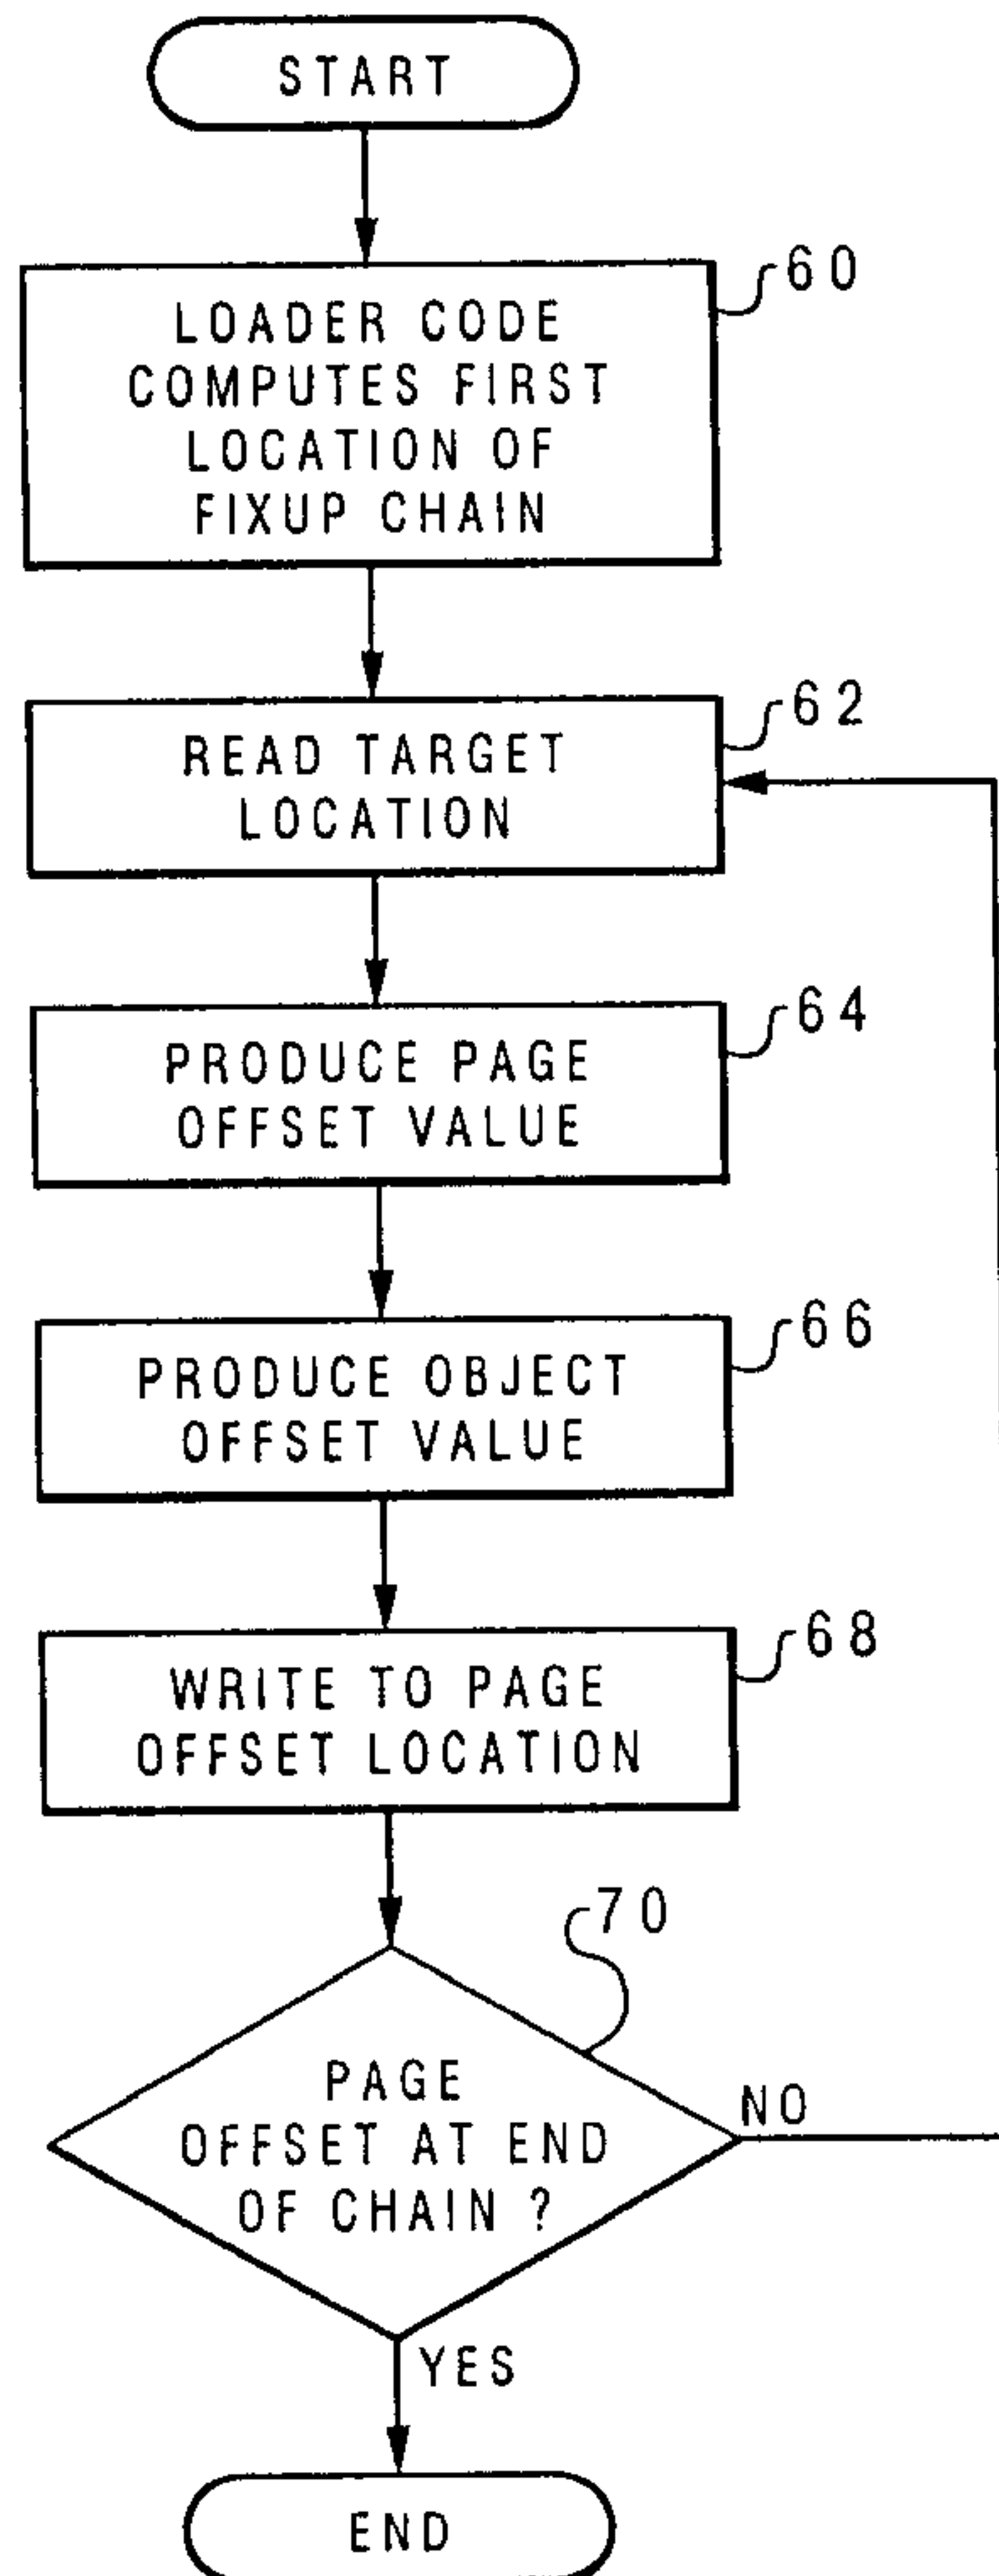 START
60
LOADER CODE
COMPUTES FIRST
LOCATION OF
FIXUP CHAIN
62
READ TARGET
LOCATION
64
PRODUCE PAGE
OFFSET VALUE
66
PRODUCE OBJECT
OFFSET VALUE
68
WRITE TO PAGE
OFFSET LOCATION
70
PAGE
OFFSET AT END
OF CHAIN ?
NO
YES
END